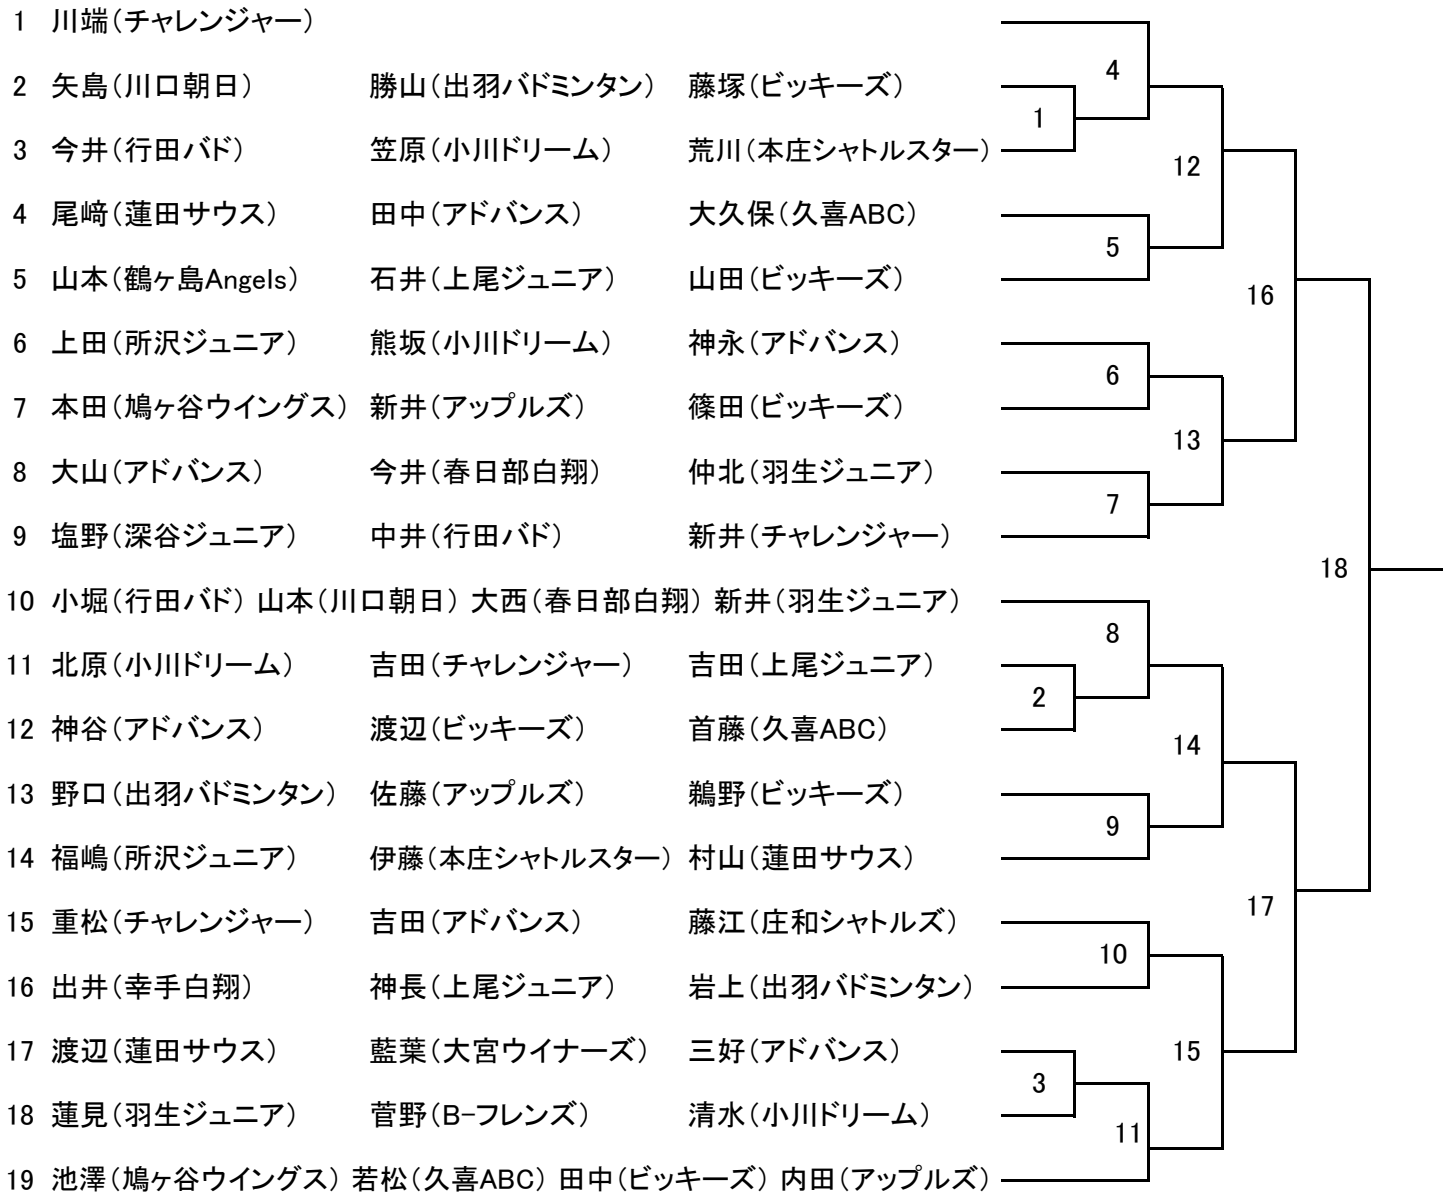 1 川端（チャレンジャー）
4
2 矢島（川口朝日） 勝山（出羽バドミンタン） 藤塚（ビッキーズ）
1
3 今井（行田バド） 笠原（小川ドリーム） 荒川（本庄シャトルスター）
12
4 尾﨑（蓮田サウス） 田中（アドバンス） 大久保（久喜ABC）
5
5 山本（鶴ヶ島Angels） 石井（上尾ジュニア） 山田（ビッキーズ）
16
6 上田（所沢ジュニア） 熊坂（小川ドリーム） 神永（アドバンス）
6
7 本田（鳩ヶ谷ウイングス） 新井（アップルズ） 篠田（ビッキーズ）
13
8 大山（アドバンス） 今井（春日部白翔） 仲北（羽生ジュニア）
7
9 塩野（深谷ジュニア） 中井（行田バド） 新井（チャレンジャー）
18
10 小堀（行田バド） 山本（川口朝日） 大西（春日部白翔） 新井（羽生ジュニア）
8
11 北原（小川ドリーム） 吉田（チャレンジャー） 吉田（上尾ジュニア）
2
12 神谷（アドバンス） 渡辺（ビッキーズ） 首藤（久喜ABC）
14
13 野口（出羽バドミンタン） 佐藤（アップルズ） 鵜野（ビッキーズ）
9
14 福嶋（所沢ジュニア） 伊藤（本庄シャトルスター） 村山（蓮田サウス）
17
15 重松（チャレンジャー） 吉田（アドバンス） 藤江（庄和シャトルズ）
10
16 出井（幸手白翔） 神長（上尾ジュニア） 岩上（出羽バドミンタン）
17 渡辺（蓮田サウス） 藍葉（大宮ウイナーズ） 三好（アドバンス）
15
3
18 蓮見（羽生ジュニア） 菅野（B-フレンズ） 清水（小川ドリーム）
11
19 池澤（鳩ヶ谷ウイングス） 若松（久喜ABC） 田中（ビッキーズ） 内田（アップルズ）